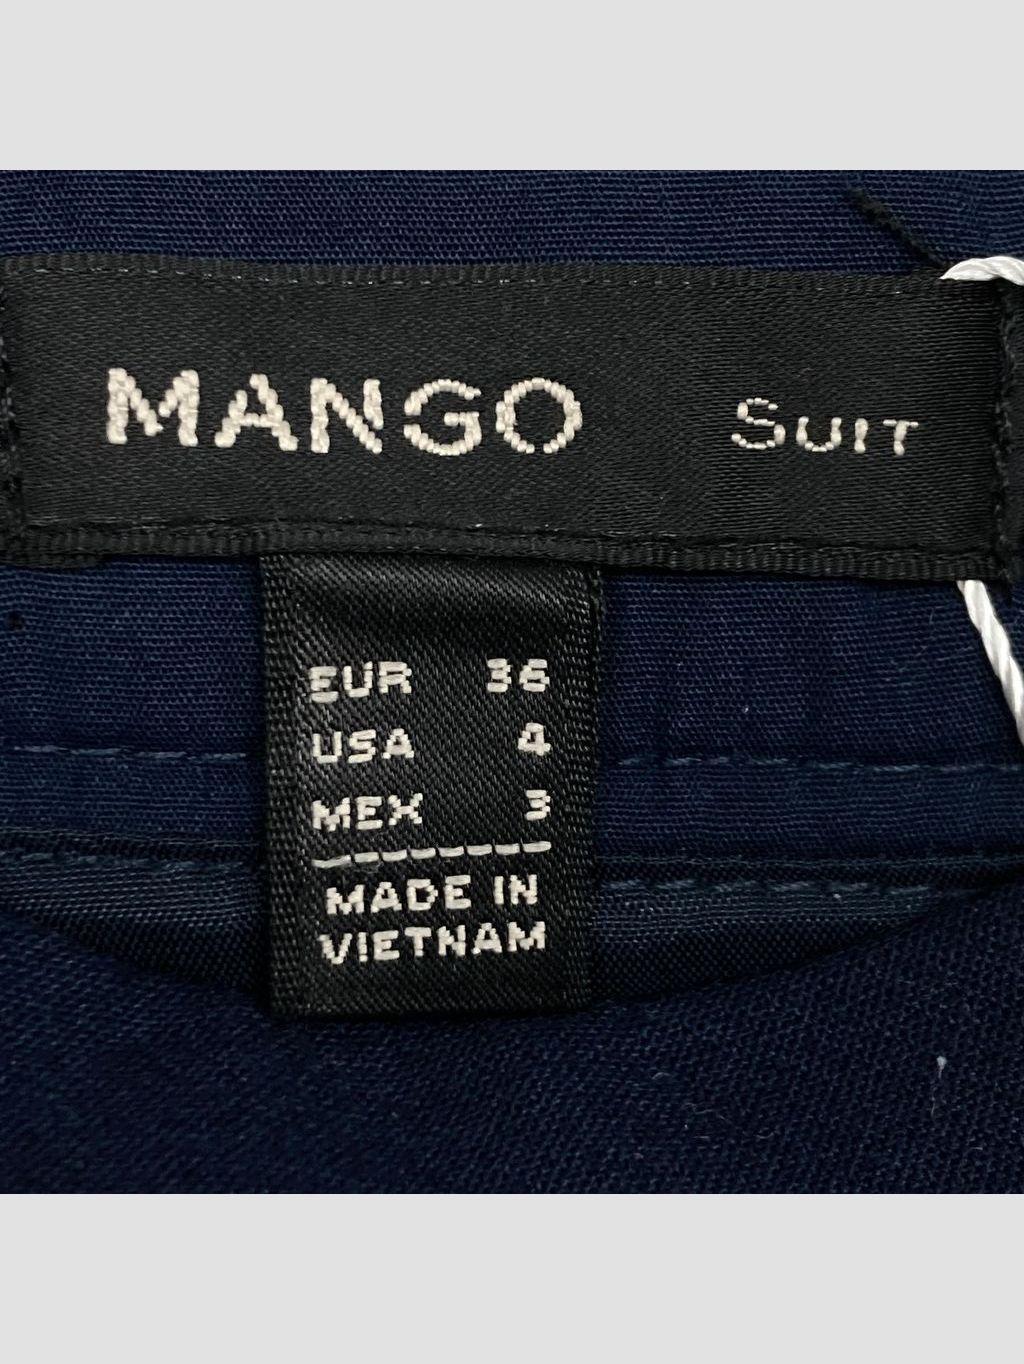 MANGO SUIT
EUR 36
USA 4
MEX 3
MADE IN
VIETNAM